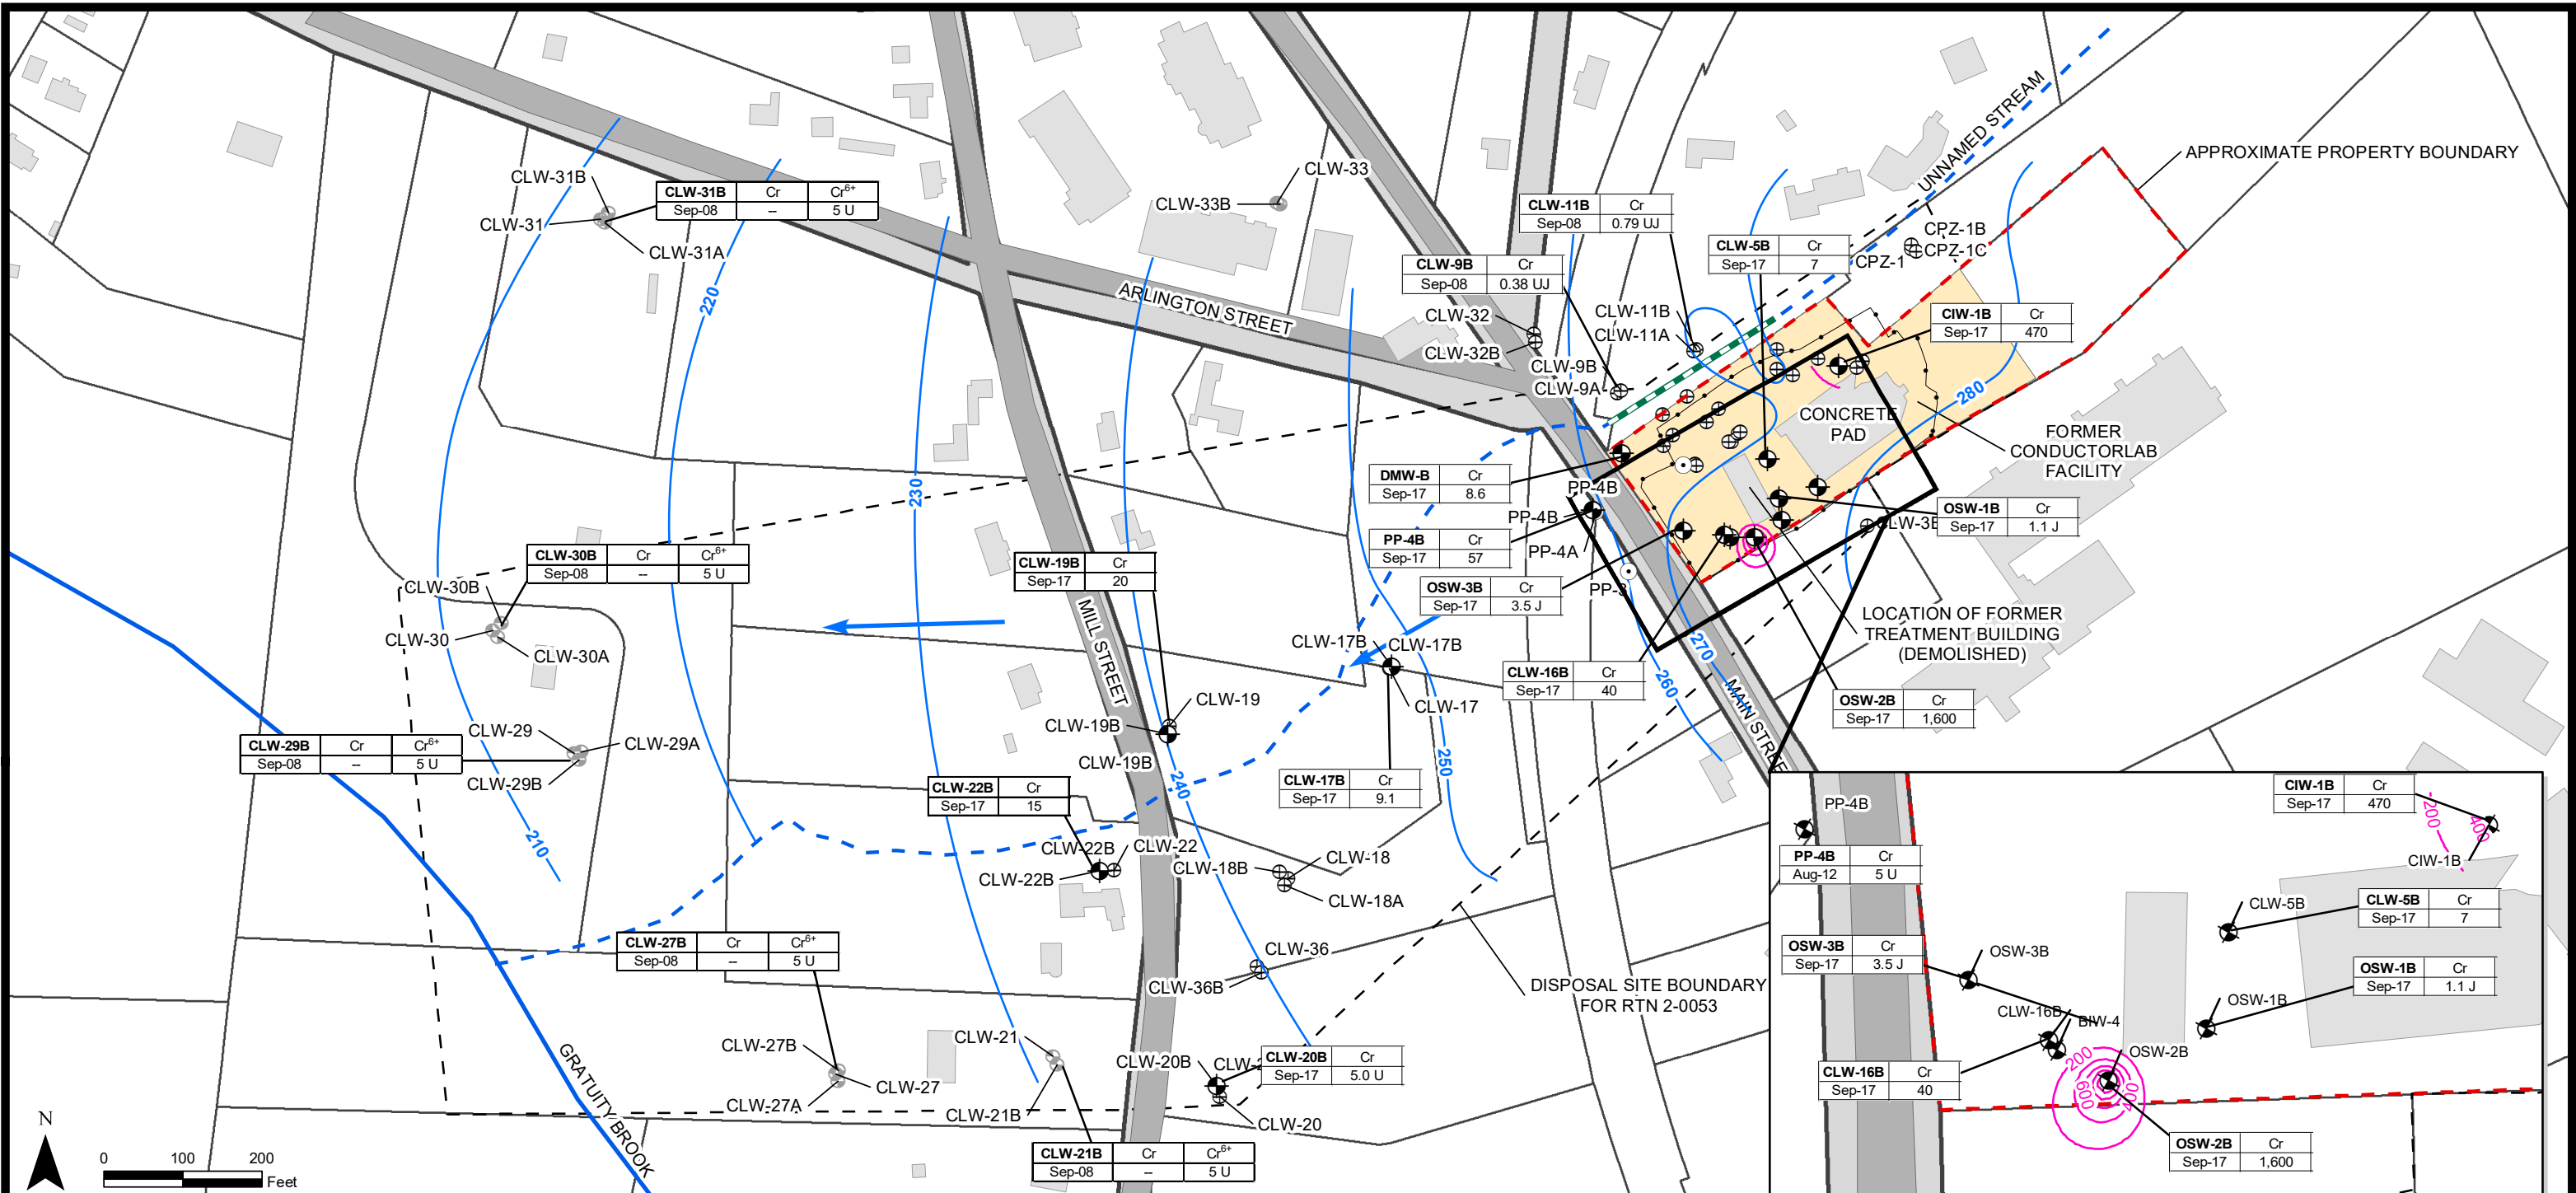 UNNAMED STREAM
APPROXIMATE PROPERTY BOUNDARY
CLW-31B
CLW-31
CLW-31A
CLW-31B Cr Cr6+
Sep-08 -- 5 U
CLW-33
CLW-33B
CLW-11B Cr
Sep-08 0.79 UJ
CLW-5B Cr
Sep-17 7
CPZ-1B
CPZ-1C
CPZ-1
CLW-9B Cr
Sep-08 0.38 UJ
220
ARLINGTON STREET
CLW-32
CLW-32B
CLW-11B
CLW-11A
CLW-9B
CLW-9A
CIW-1B Cr
Sep-17 470
280
CONCRETE
PAD
FORMER
CONDUCTORLAB
FACILITY
230
DMW-B Cr
Sep-17 8.6
PP-4B
PP-4B
PP-4A
PP-4B Cr
Sep-17 57
OSW-1B Cr
Sep-17 1.1 J
CLW-30B Cr Cr6+
Sep-08 -- 5 U
CLW-30B
CLW-30
CLW-30A
CLW-19B Cr
Sep-17 20
OSW-3B Cr
Sep-17 3.5 J
MILL STREET
LOCATION OF FORMER
TREATMENT BUILDING
(DEMOLISHED)
CLW-17B
CLW-17B
CLW-17
270
260
CLW-16B Cr
Sep-17 40
OSW-2B Cr
Sep-17 1,600
CLW-19
CLW-19B
CLW-19B
CLW-29
CLW-29A
CLW-29B
CLW-29B Cr Cr6+
Sep-08 -- 5 U
250
240
CLW-17B Cr
Sep-17 9.1
CLW-22B Cr
Sep-17 15
210
CLW-22B
CLW-22
CLW-22B
CLW-18B
CLW-18
CLW-18A
CLW-27B Cr Cr6+
Sep-08 -- 5 U
CLW-36
CLW-36B
DISPOSAL SITE BOUNDARY
FOR RTN 2-0053
CLW-27B
CLW-27
CLW-27A
CLW-21
CLW-21B
CLW-20B
CLW-20B Cr
Sep-17 5.0 U
CLW-20
CLW-21B Cr Cr6+
Sep-08 -- 5 U
GRATUITY BROOK
N
0 100 200
Feet
PP-4B
PP-4B Cr
Aug-12 5 U
CIW-1B Cr
Sep-17 470
200
400
CIW-1B
CLW-5B
CLW-5B Cr
Sep-17 7
OSW-3B Cr
Sep-17 3.5 J
OSW-3B
OSW-1B Cr
Sep-17 1.1 J
OSW-1B
CLW-16B
BIW-4
OSW-2B
200
600
CLW-16B Cr
Sep-17 40
OSW-2B Cr
Sep-17 1,600